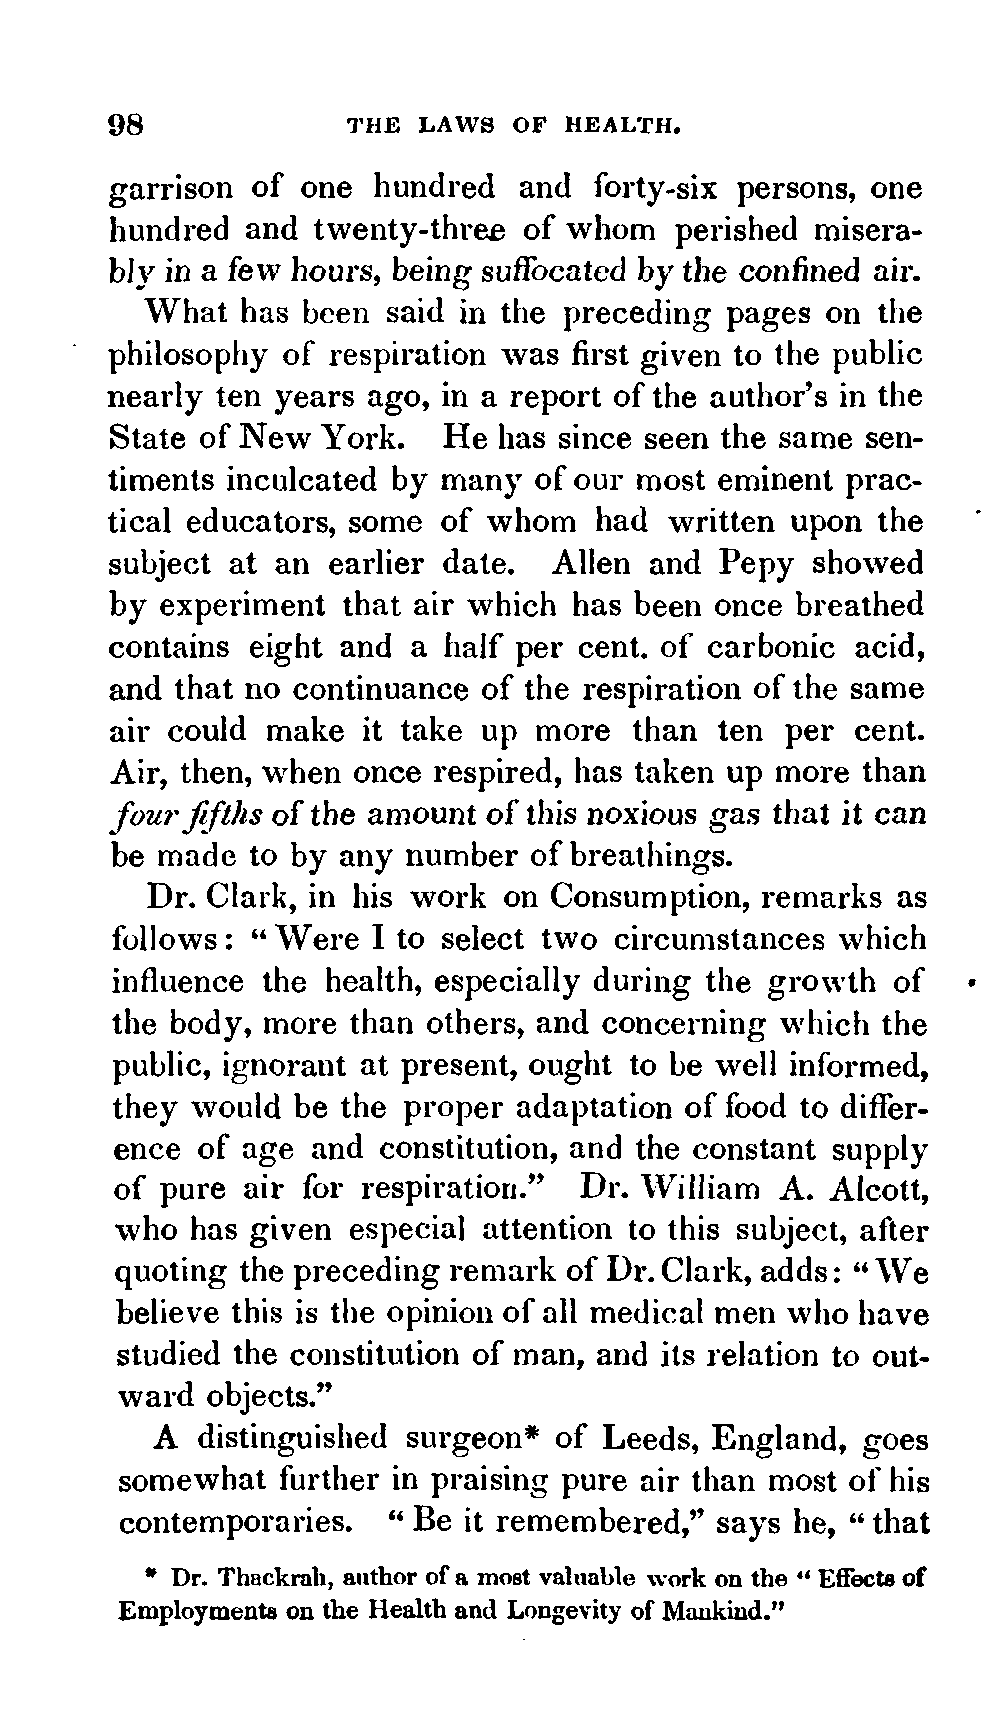 98 THE LAWS OF HEALTH.
garrison of one hundred and forty-six persons, one
hundred and twenty-three of whom perished misera-
bly in a few hours, being suffocated by the confined air.
What has been said in the preceding pages on the
philosophy of respiration was first given to the public
nearly ten years ago, in a report of the author's in the
State of New York. He has since seen the same sen-
timents inculcated by many of our most eminent prac-
tical educators, some of whom had written upon the
subject at an earlier date. Allen and Pepy showed
by experiment that air which has been once breathed
contains eight and a half per cent. of carbonic acid,
and that no continuance of the respiration of the same
air could make it take up more than ten per cent.
Air, then, when once respired, has taken up more than
four fifths of the amount of this noxious gas that it can
be made to by any number of breathings.
Dr. Clark, in his work on Consumption, remarks as
follows: "Were I to select two circumstances which
influence the health, especially during the growth of
the body, more than others, and concerning which the
public, ignorant at present, ought to be well informed,
they would be the proper adaptation of food to differ-
ence of age and constitution, and the constant supply
of pure air for respiration." Dr. William A. Alcott,
who has given especial attention to this subject, after
quoting the preceding remark of Dr. Clark, adds: "We
believe this is the opinion of all medical men who have
studied the constitution of man, and its relation to out-
ward objects."
A distinguished surgeon* of Leeds, England, goes
somewhat further in praising pure air than most of his
contemporaries. "Be it remembered," says he, "that
* Dr. Thackrah, author of a most valuable work on the "Effects of
Employments on the Health and Longevity of Mankind."